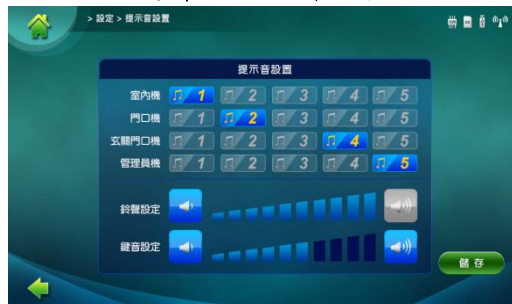 > 設定 > 提示音設置
提示音設置
室內機 1 2 3 4 5
門口機 1 2 3 4 5
玄關門口機 1 2 3 4 5
管理員機 1 2 3 4 5
鈴聲設定
鍵音設定
儲存